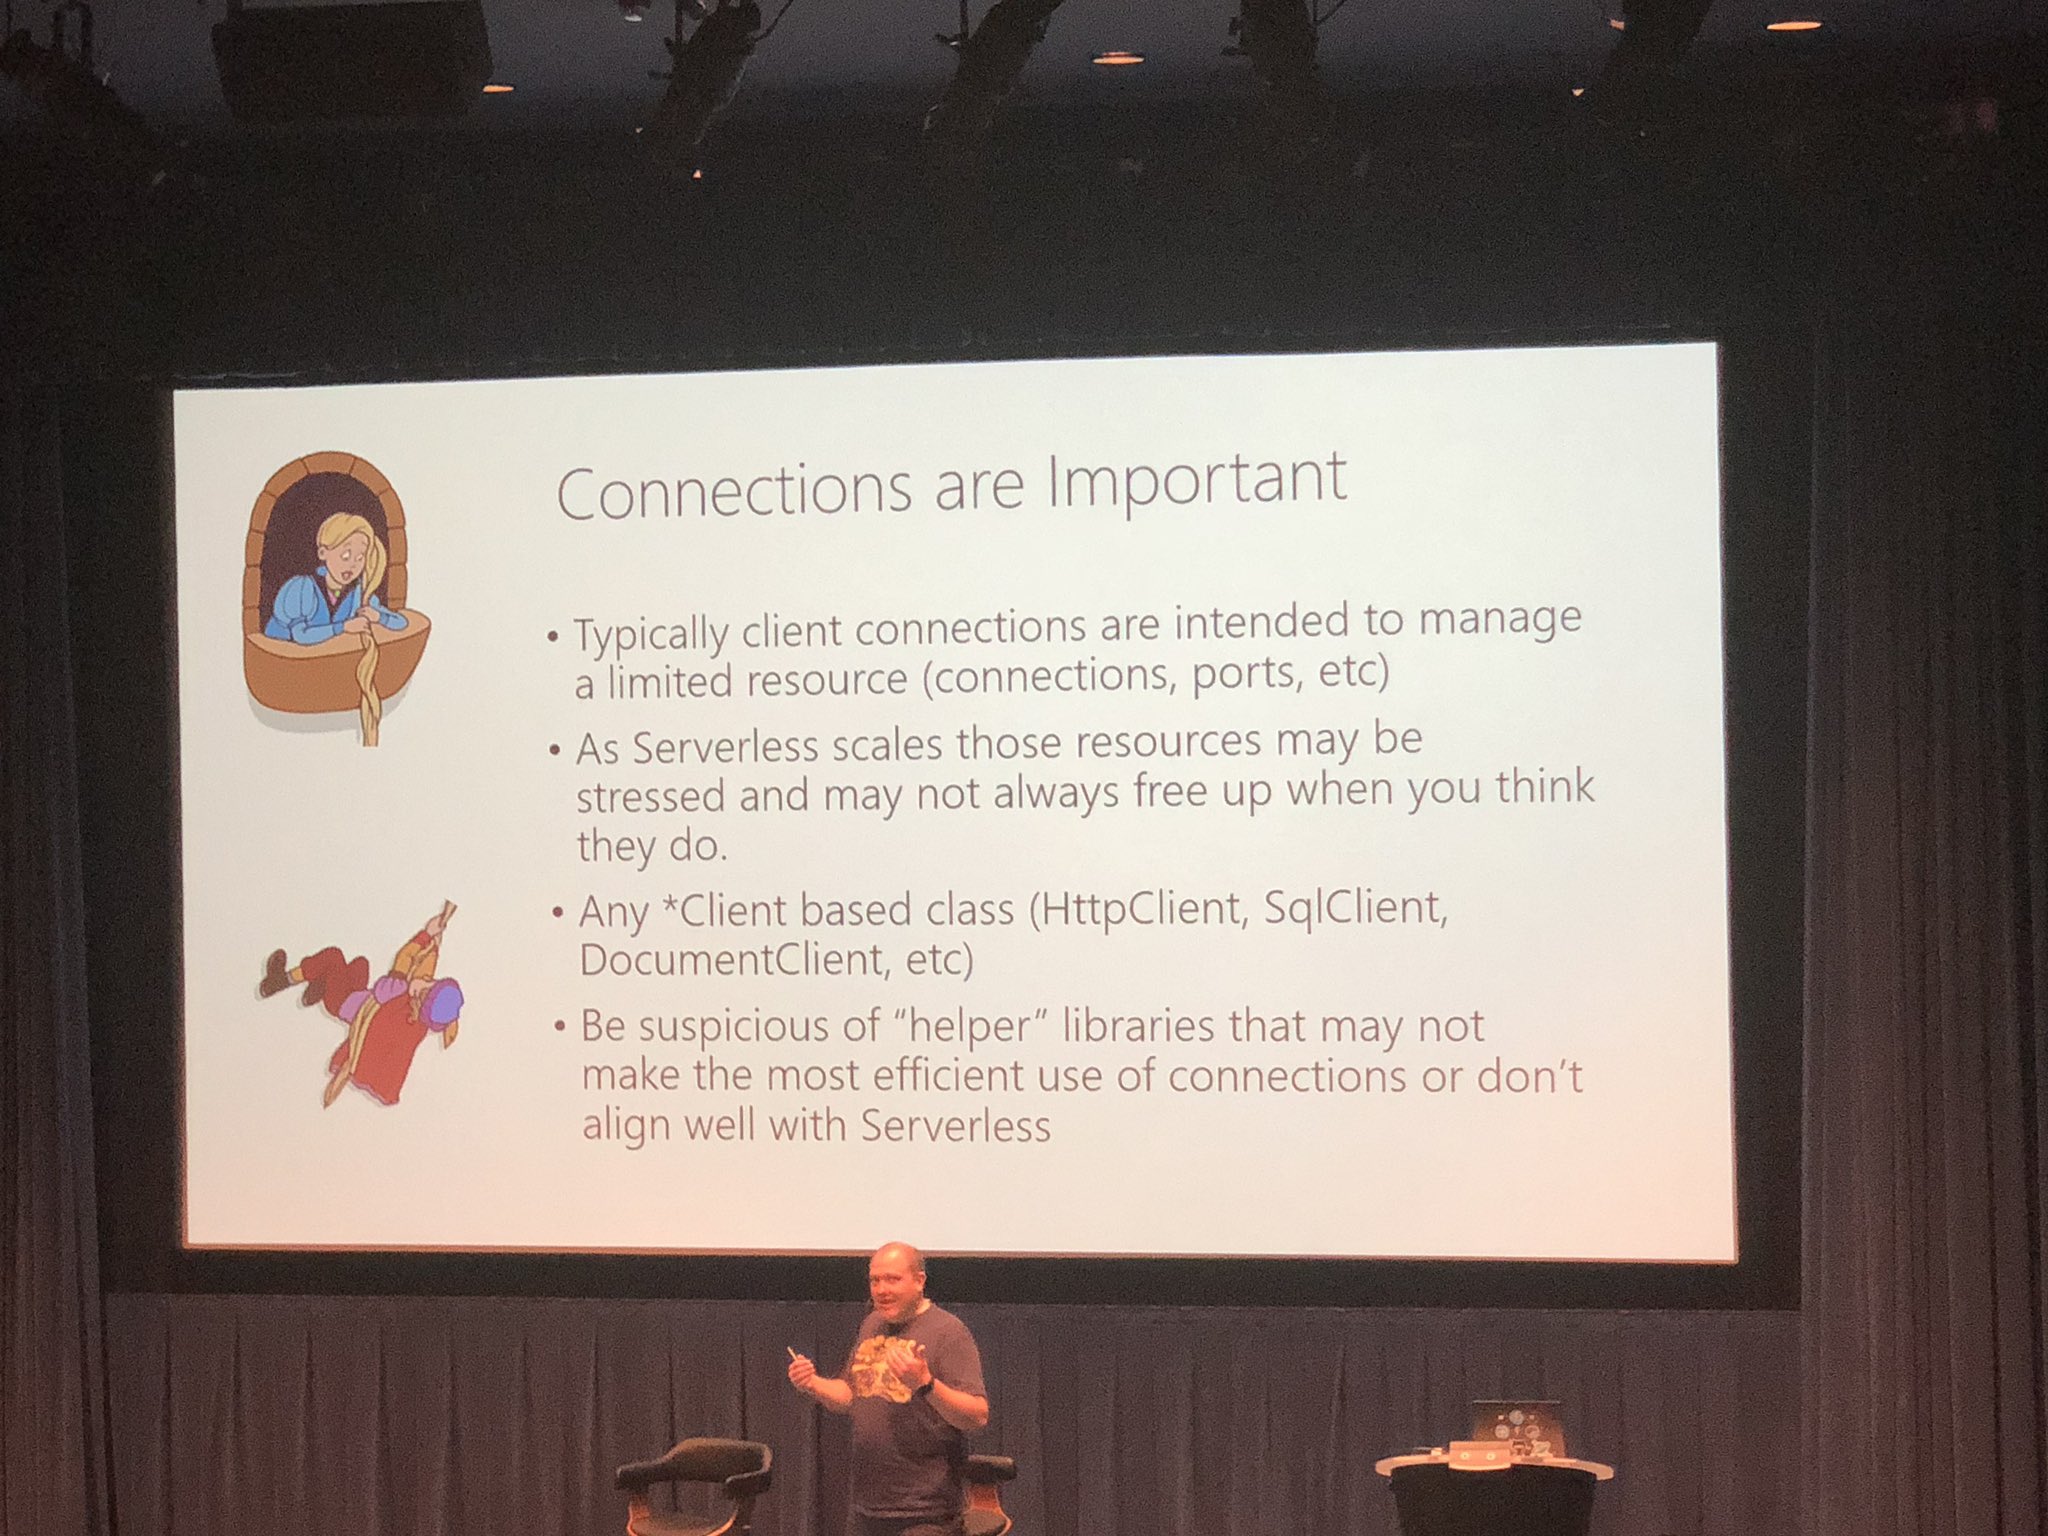 Connections are Important
• Typically client connections are intended to manage
a limited resource (connections, ports, etc)
• As Serverless scales those resources may be
stressed and may not always free up when you think
they do.
• Any *Client based class (HttpClient, SqlClient,
DocumentClient, etc)
• Be suspicious of “helper” libraries that may not
make the most efficient use of connections or don’t
align well with Serverless